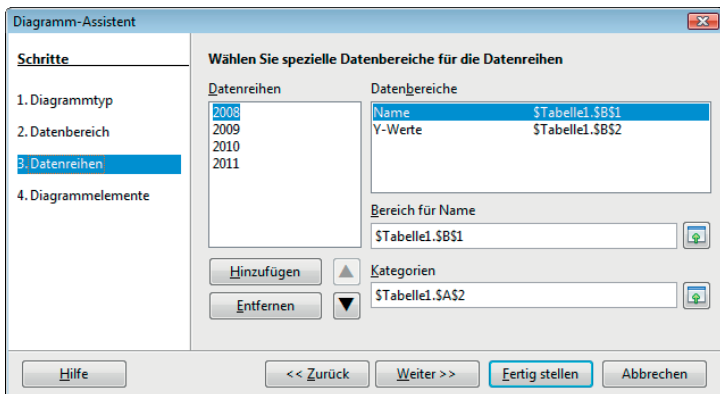 Diagramm-Assistent
Schritte
1. Diagrammtyp
2. Datenbereich
3. Datenreihen
4. Diagrammelemente
Wählen Sie spezielle Datenbereiche für die Datenreihen
Datenreihen
2008
2009
2010
2011
Hinzufügen
Entfernen
Datenbereiche
Name $Tabelle1.$B$1
Y-Werte $Tabelle1.$B$2
Bereich für Name
$Tabelle1.$B$1
Kategorien
$Tabelle1.$A$2
Hilfe
<< Zurück
Weiter >>
Fertig stellen
Abbrechen